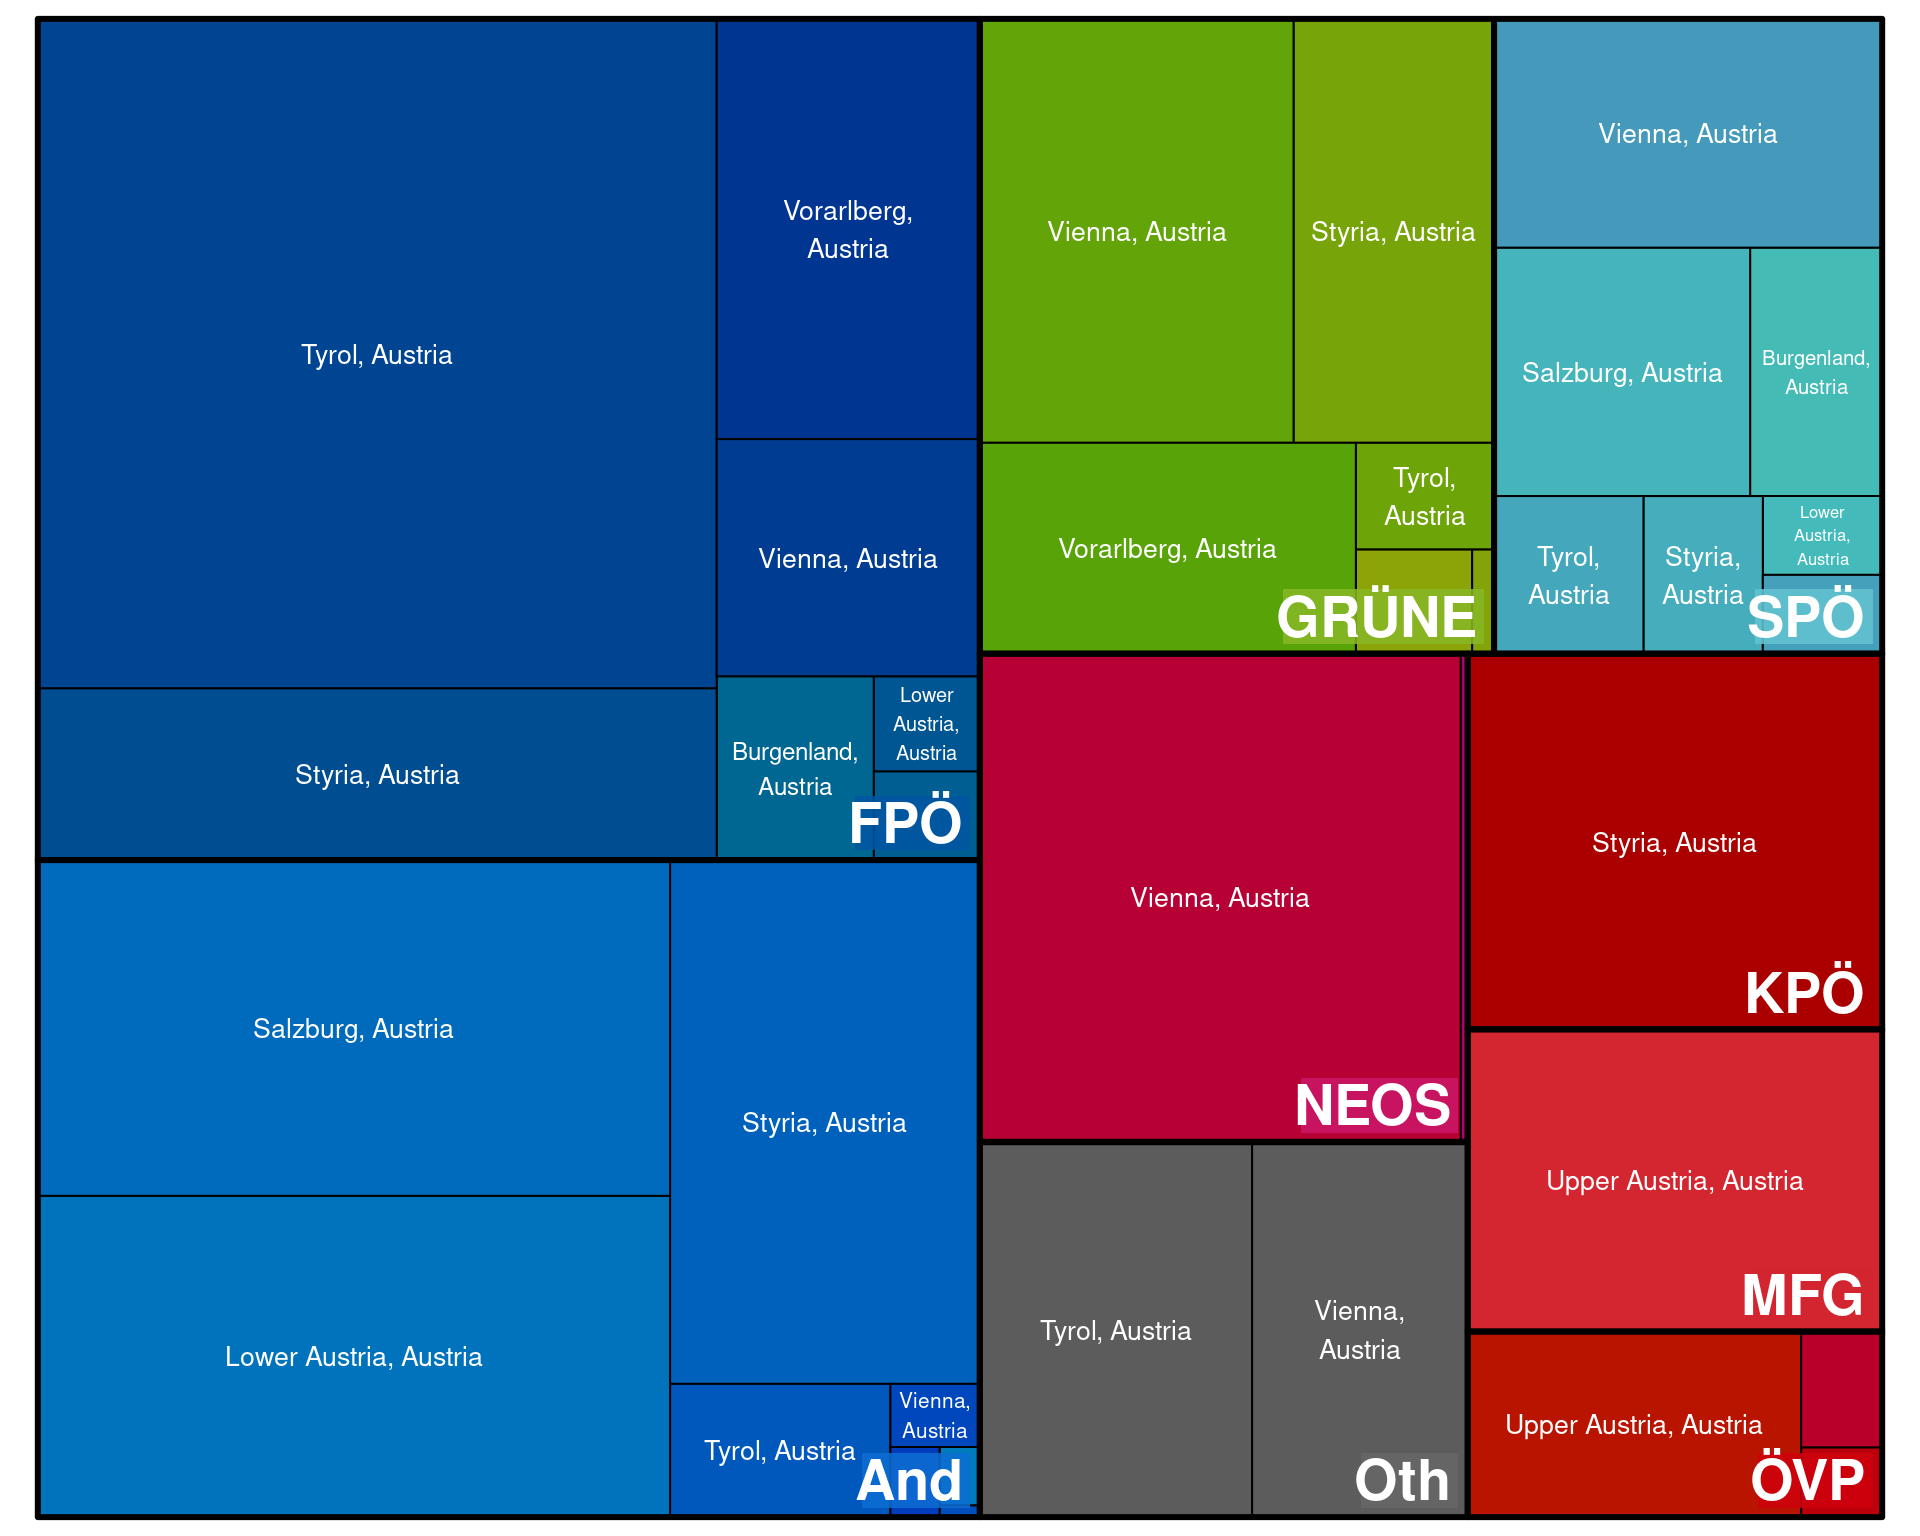 Tyrol, Austria
Vorarlberg,
Austria
Vienna, Austria
Styria, Austria
Burgenland,
Austria
Lower
Austria,
Austria
FPÖ
Vienna, Austria
Styria, Austria
Vorarlberg, Austria
Tyrol,
Austria
GRÜNE
Vienna, Austria
Salzburg, Austria
Burgenland,
Austria
Tyrol,
Austria
Styria,
Austria
Lower
Austria,
Austria
SPÖ
Salzburg, Austria
Lower Austria, Austria
Styria, Austria
Tyrol, Austria
Vienna,
Austria
And
Vienna, Austria
NEOS
Styria, Austria
KPÖ
Upper Austria, Austria
MFG
Tyrol, Austria
Vienna,
Austria
Oth
Upper Austria, Austria
ÖVP